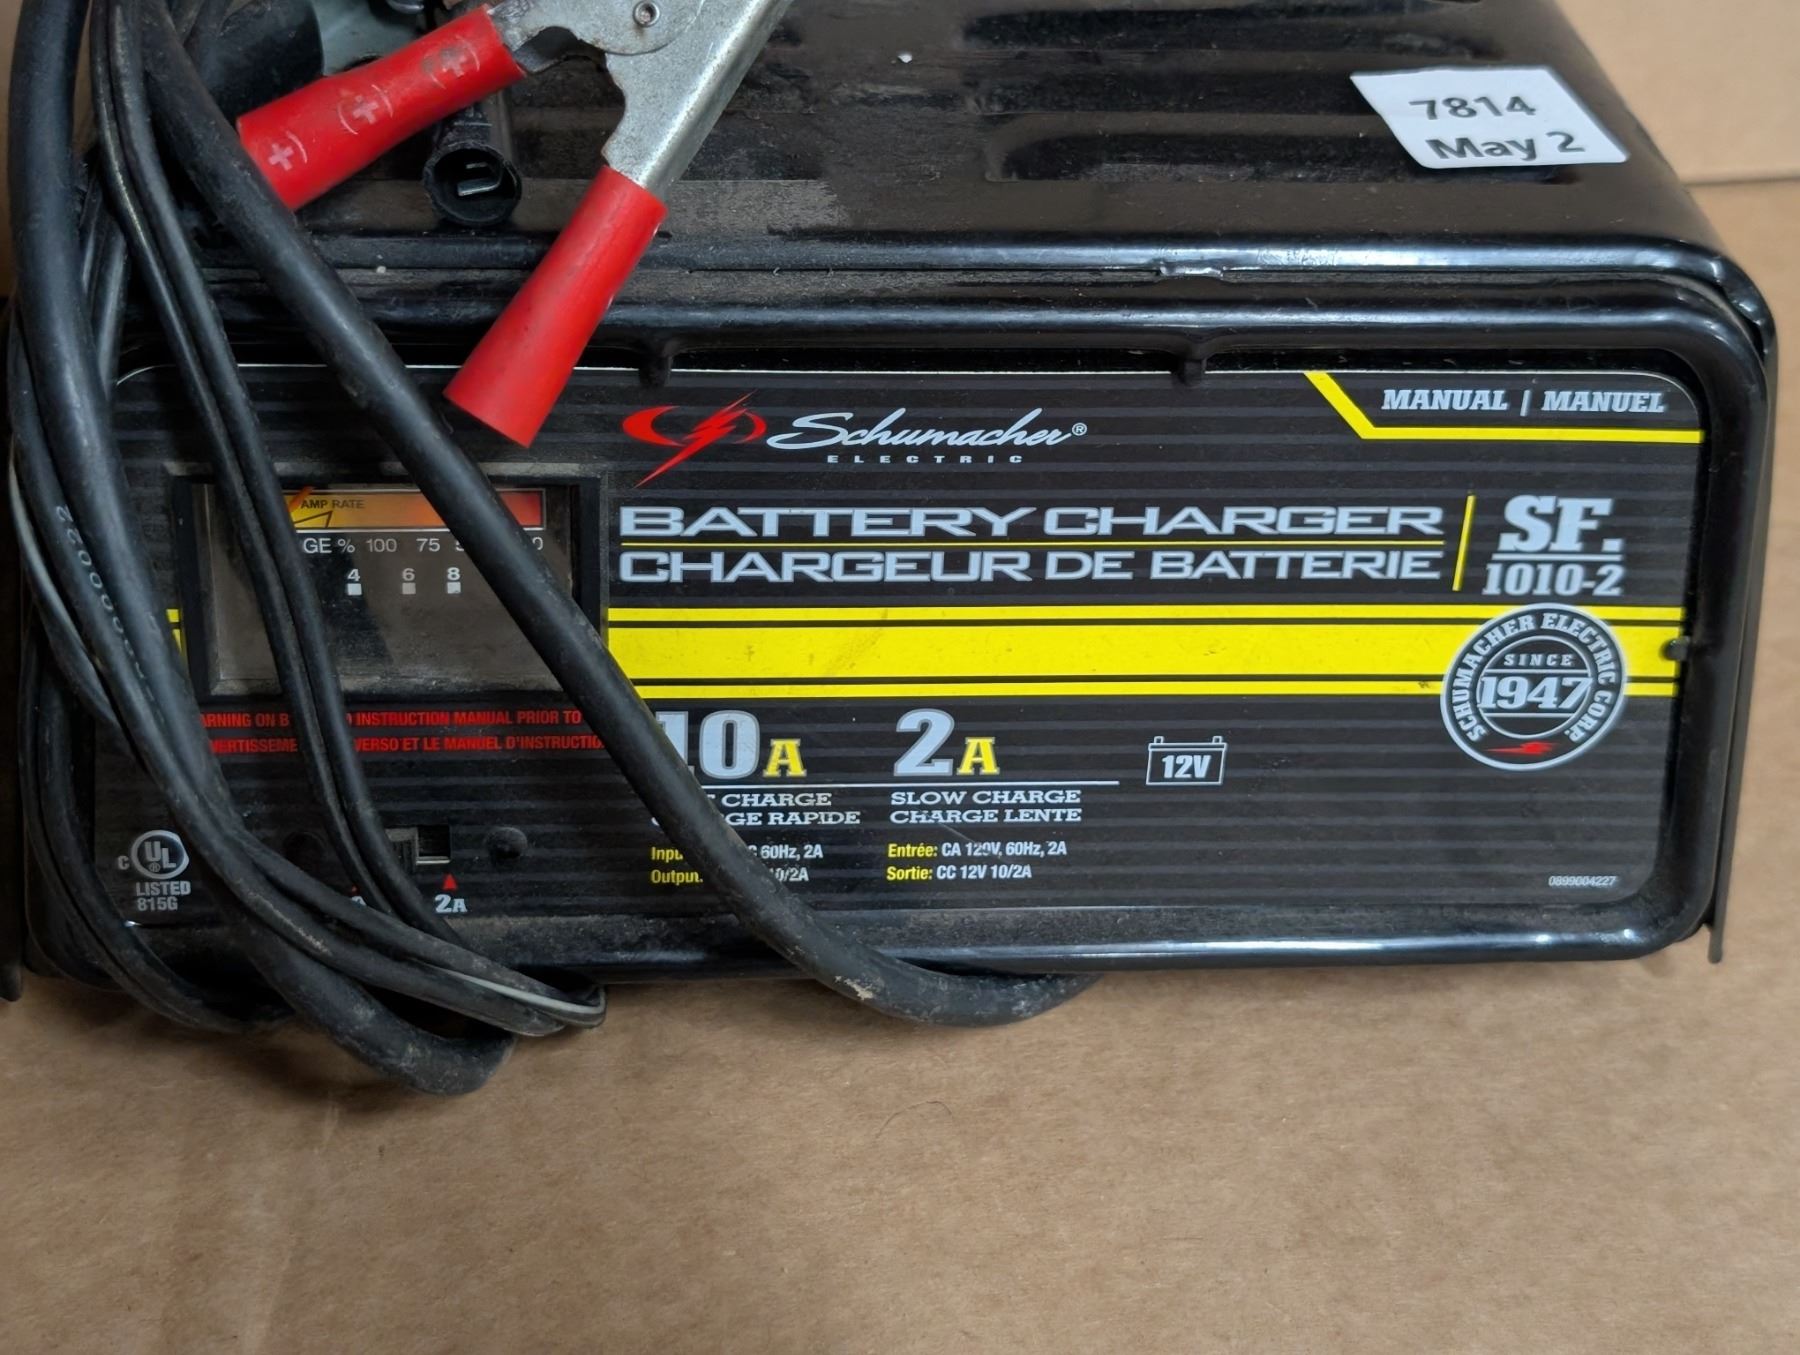 7814
May 2
Schumacher®
ELECTRIC
MANUAL | MANUEL
AMP RATE
GE % 100 75
4 6 8
BATTERY CHARGER
CHARGEUR DE BATTERIE
SF.
1010-2
SCHUMACHER ELECTRIC CORP.
SINCE
1947
INSTRUCTION MANUAL PRIOR TO
ET LE MANUEL
10A
CHARGE
RAPIDE
2A
SLOW CHARGE
CHARGE LENTE
12V
60Hz, 2A
Output:
Entrée: CA 120V, 60Hz, 2A
Sortie: CC 12V 10/2A
C UL ®
LISTED
815G
2A
0899004227